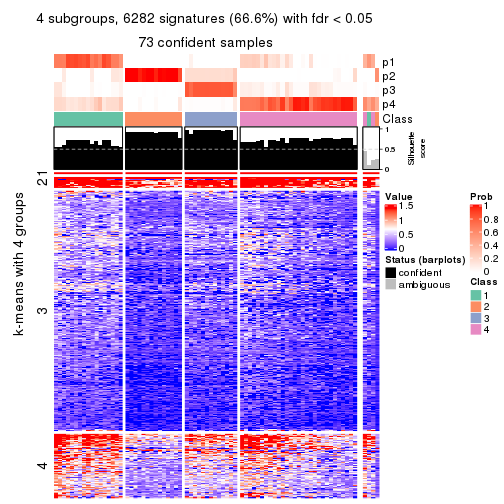 4 subgroups, 6282 signatures (66.6%) with fdr < 0.05
73 confident samples
p1
p2
p3
p4
Class
1
0.5
0
Silhouette
score
k-means with 4 groups
2
1
3
4
Value
1.5
1
0.5
0
Status (barplots)
confident
ambiguous
Prob
1
0.8
0.6
0.4
0.2
0
Class
1
2
3
4